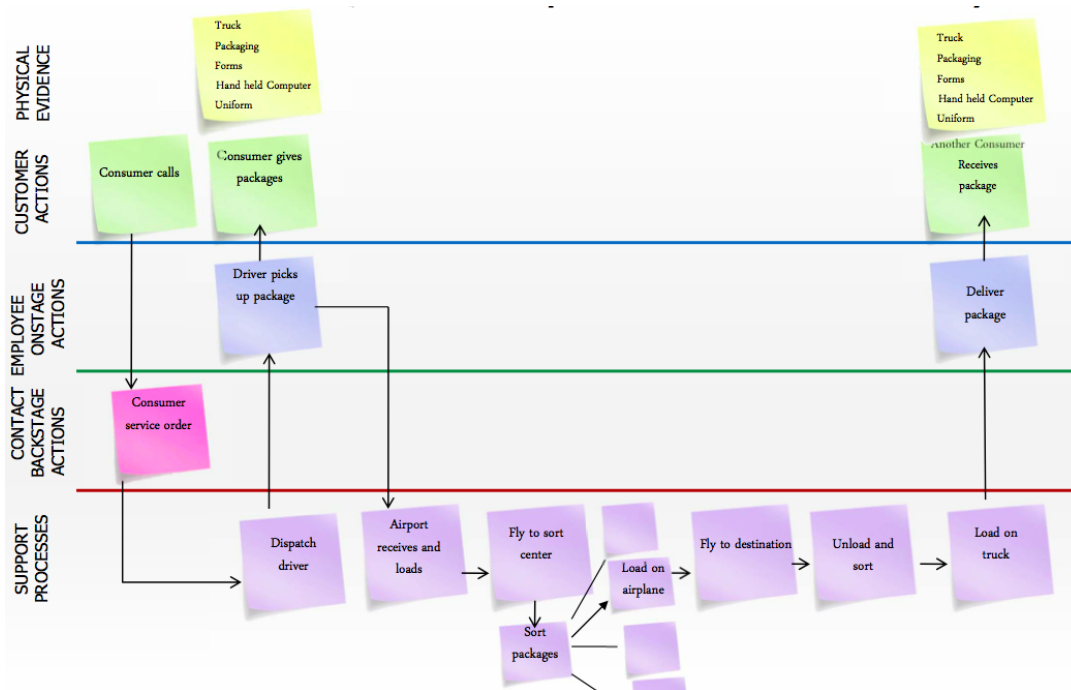 PHYSICAL
EVIDENCE
Truck
Packaging
Forms
Hand held Computer
Uniform
Truck
Packaging
Forms
Hand held Computer
Uniform
CUSTOMER
ACTIONS
Consumer calls
Consumer gives
packages
Another Consumer
Receives
package
EMPLOYEE
ONSTAGE
ACTIONS
Driver picks
up package
Deliver
package
CONTACT
BACKSTAGE
ACTIONS
Consumer
service order
SUPPORT
PROCESSES
Dispatch
driver
Airport
receives and
loads
Fly to sort
center
Sort
packages
Load on
airplane
Fly to destination
Unload and
sort
Load on
truck